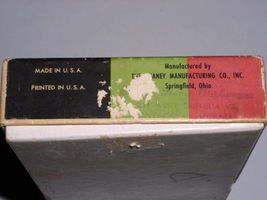 MADE IN U.S.A.
PRINTED IN U.S.A.
Manufactured by
MANUFACTURING CO., INC.
Springfield, Ohio